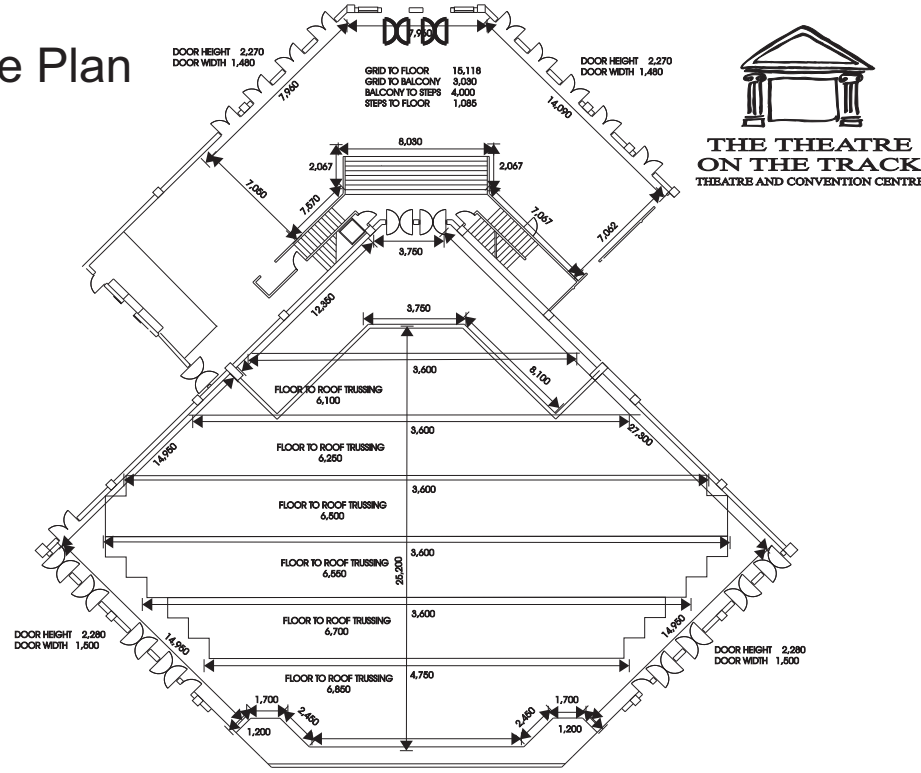 e Plan
7,960
DOOR HEIGHT 2,270
DOOR WIDTH 1,480
DOOR HEIGHT 2,270
DOOR WIDTH 1,480
GRID TO FLOOR 15,118
GRID TO BALCONY 3,030
BALCONY TO STEPS 4,000
STEPS TO FLOOR 1,085
THE THEATRE
ON THE TRACK
THEATRE AND CONVENTION CENTRE
7,960
14,090
8,030
2,067
2,067
7,050
7,570
7,067
7,062
3,750
12,350
3,750
3,600
8,100
FLOOR TO ROOF TRUSSING
6,100
3,600
27,300
14,950
FLOOR TO ROOF TRUSSING
6,250
3,600
FLOOR TO ROOF TRUSSING
6,500
3,600
FLOOR TO ROOF TRUSSING
6,550
25,200
3,600
FLOOR TO ROOF TRUSSING
6,700
14,950
14,950
DOOR HEIGHT 2,280
DOOR WIDTH 1,500
DOOR HEIGHT 2,280
DOOR WIDTH 1,500
4,750
FLOOR TO ROOF TRUSSING
6,850
1,700
2,450
1,200
1,700
2,450
1,200